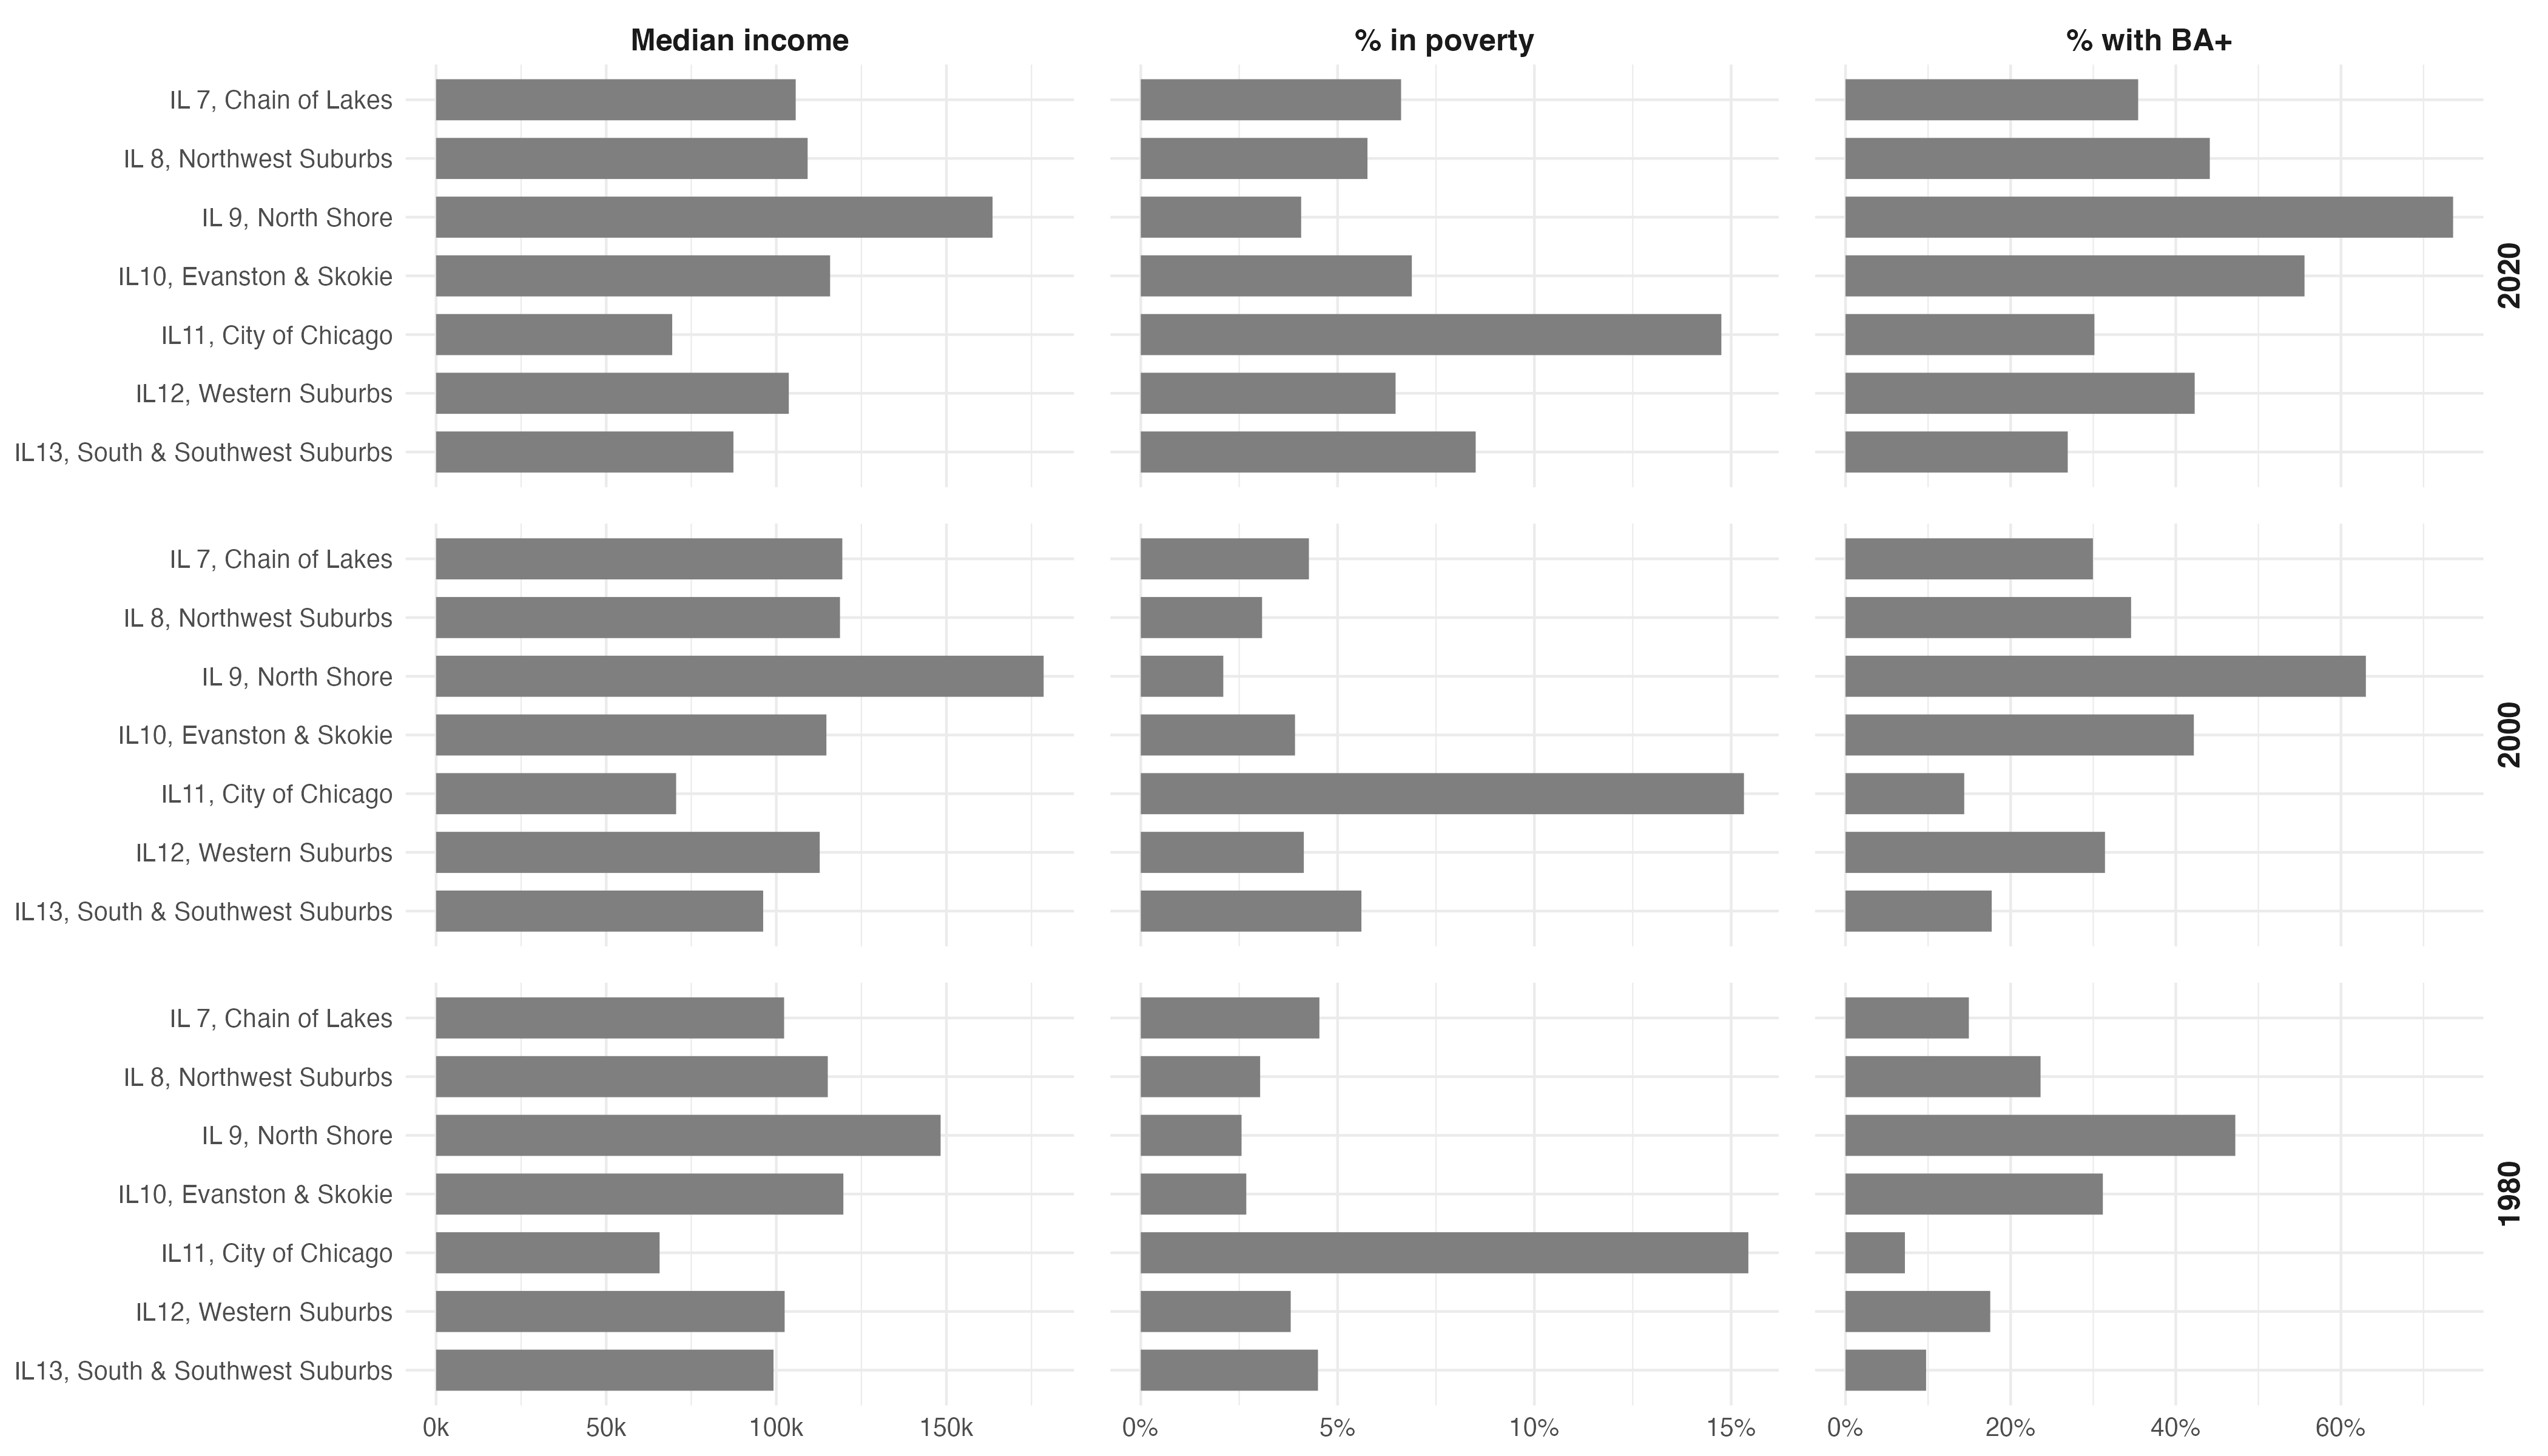 Median income
% in poverty
% with BA+
IL 7, Chain of Lakes
IL 8, Northwest Suburbs
IL 9, North Shore
IL10, Evanston & Skokie
IL11, City of Chicago
IL12, Western Suburbs
IL13, South & Southwest Suburbs
2020
IL 7, Chain of Lakes
IL 8, Northwest Suburbs
IL 9, North Shore
IL10, Evanston & Skokie
IL11, City of Chicago
IL12, Western Suburbs
IL13, South & Southwest Suburbs
2000
IL 7, Chain of Lakes
IL 8, Northwest Suburbs
IL 9, North Shore
IL10, Evanston & Skokie
IL11, City of Chicago
IL12, Western Suburbs
IL13, South & Southwest Suburbs
1980
0k 50k 100k 150k
0% 5% 10% 15%
0% 20% 40% 60%